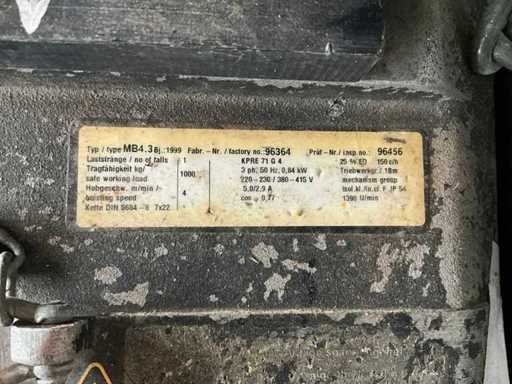 Typ / type MB4.3 Bj.:1999 Fabr. - Nr. / factory no.:96364 Prüf - Nr. / insp.no.: 96456
Laststränge / no of falls 1 KPRE 71 G 4 25 % ED 150 c/h
Tragfähigkeit kg/ 1000 3 ph, 50 Hz, 0,84 kW Triebwerkgr. / 1Bm
safe working load 220 - 230 / 380 - 415 V mechanism group
Hubgeschw. m/min / 4 5,0/2,9 A Isol.kl./in.cl. F IP 54
hoisting speed cos φ 0,77 1390 U/min
Kette DIN 5684 - 8 7x22